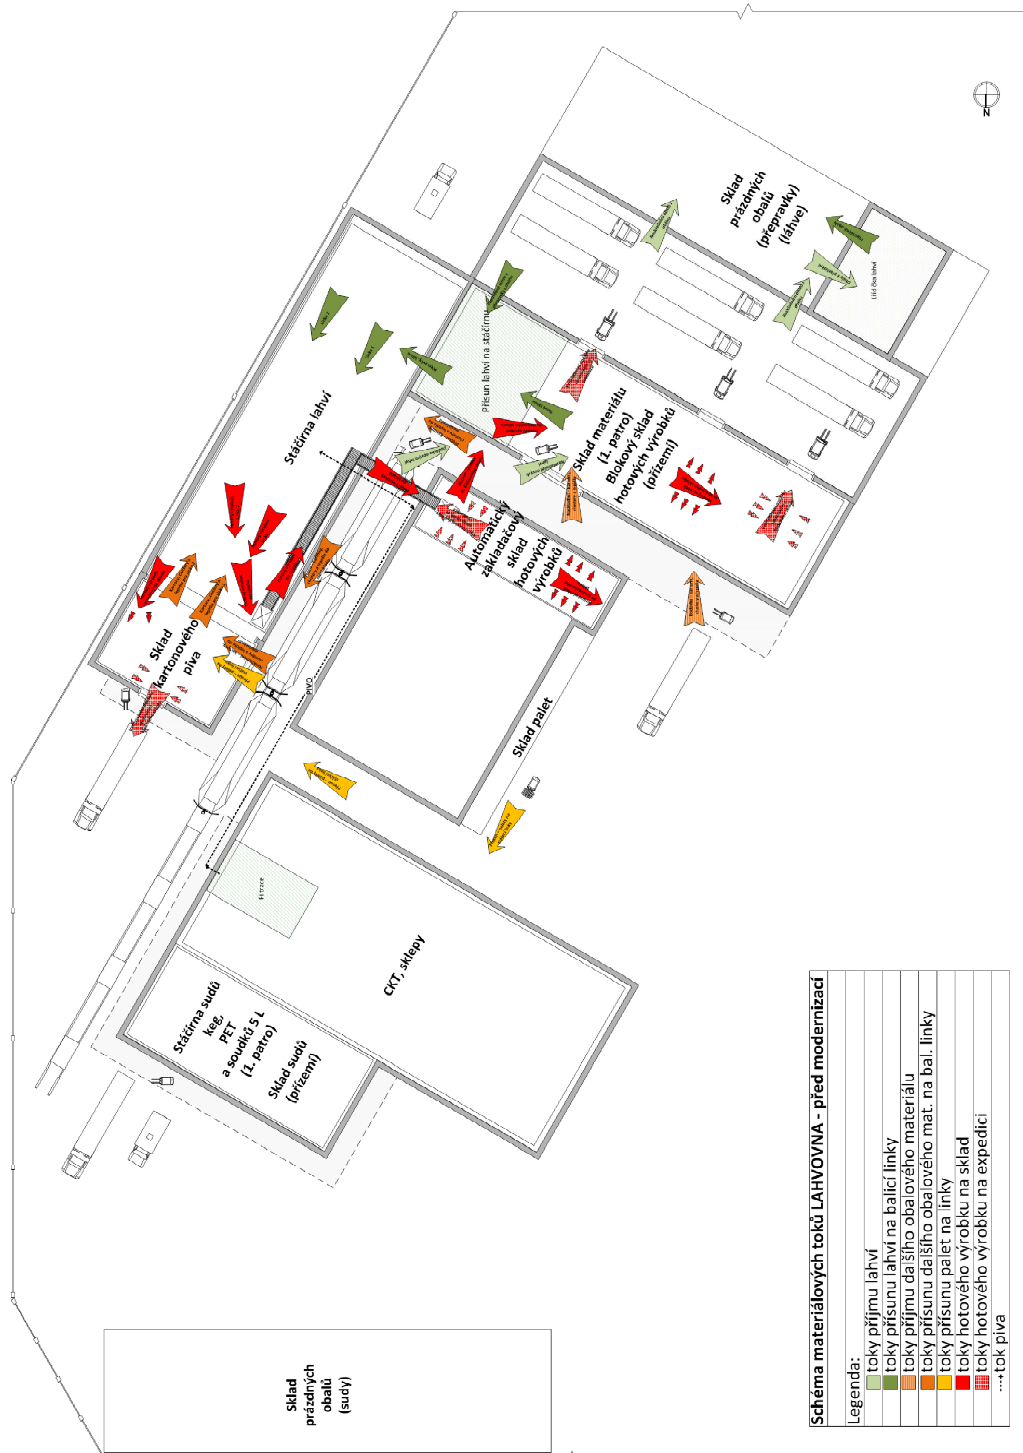 Sklad
prázdných
obalů
(sudy)
Stáčírna sudů
keg,
PET
a soudků 5 L
(1. patro)
Sklad sudů
(přízemí)
CKT, sklepy
Filtrace
PIVO
Sklad palet
Sklad
kartonového
piva
Stáčírna lahví
Automatický
zakladačový
sklad
hotových
výrobků
Přísun lahví na stáčírnu
Sklad materiálu
(1. patro)
Blokový sklad
hotových výrobků
(přízemí)
Sklad
prázdných
obalů
(přepravky)
(láhve)
Třídička lahví
N
Schéma materiálových toků LAHVOVNA - před modernizací
Legenda:
toky příjmu lahví
toky přísunu lahví na balicí linky
toky příjmu dalšího obalového materiálu
toky přísunu dalšího obalového mat. na bal. linky
toky přísunu palet na linky
toky hotového výrobku na sklad
toky hotového výrobku na expedici
tok piva